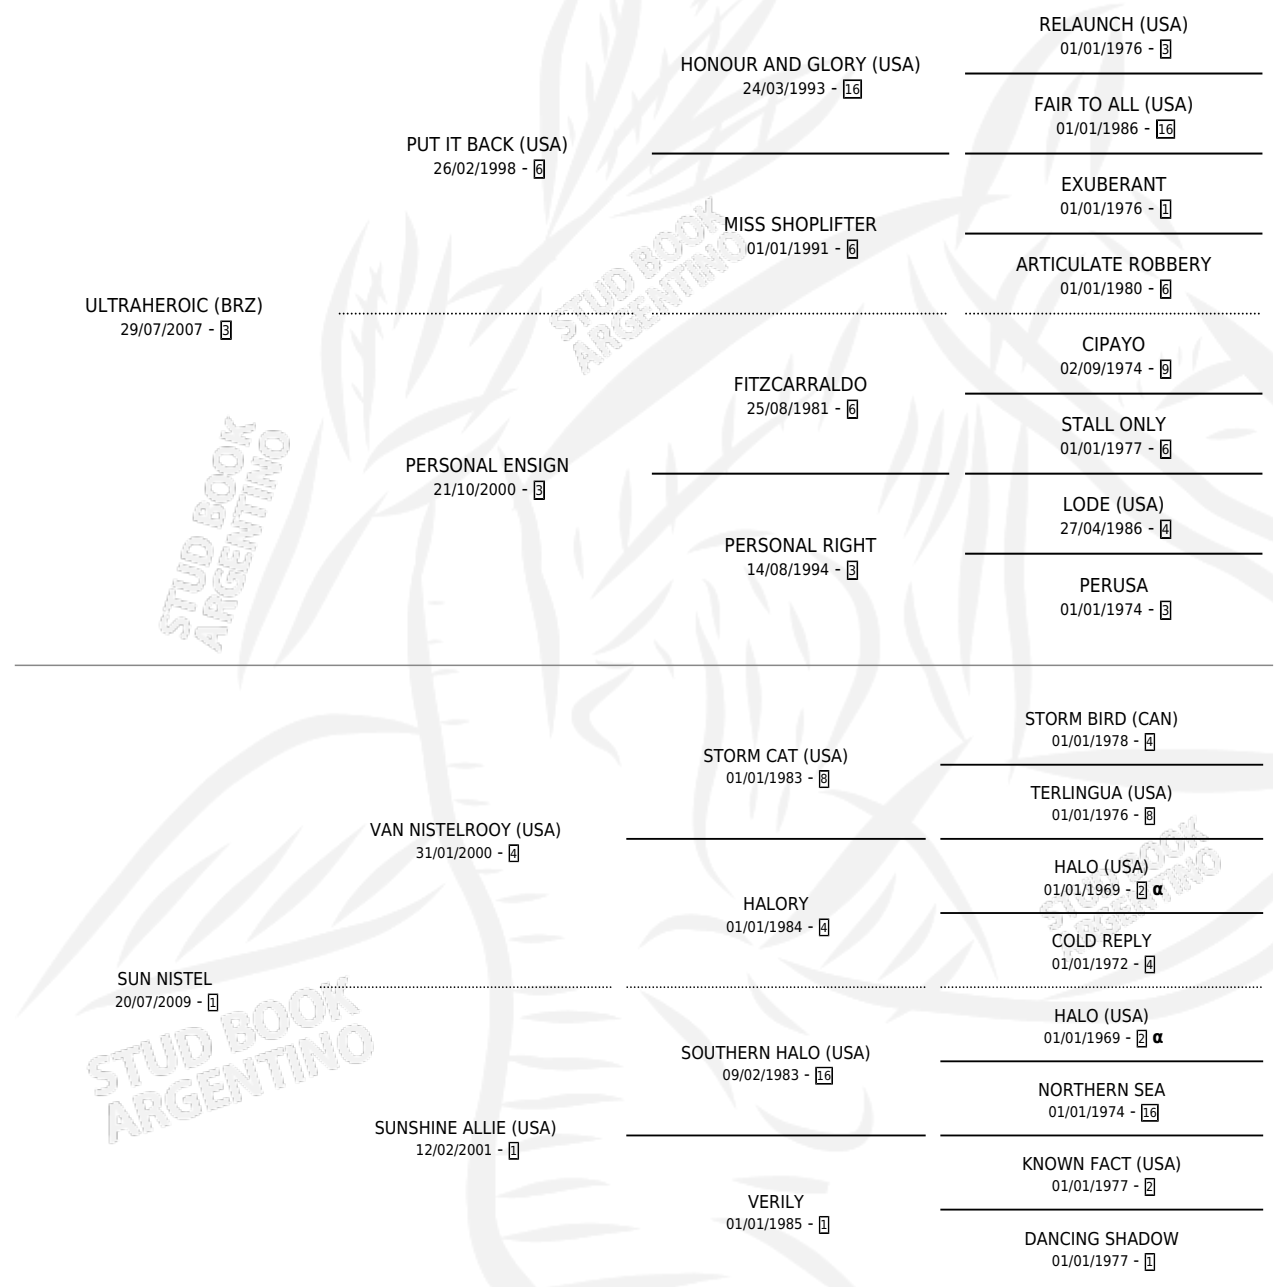 RELAUNCH (USA)
01/01/1976 - 3
HONOUR AND GLORY (USA)
24/03/1993 - 16
FAIR TO ALL (USA)
01/01/1986 - 16
PUT IT BACK (USA)
26/02/1998 - 6
EXUBERANT
01/01/1976 - 1
MISS SHOPLIFTER
01/01/1991 - 6
ARTICULATE ROBBERY
01/01/1980 - 6
ULTRAHEROIC (BRZ)
29/07/2007 - 3
CIPAYO
02/09/1974 - 9
FITZCARRALDO
25/08/1981 - 6
STALL ONLY
01/01/1977 - 6
PERSONAL ENSIGN
21/10/2000 - 3
LODE (USA)
27/04/1986 - 4
PERSONAL RIGHT
14/08/1994 - 3
PERUSA
01/01/1974 - 3
STORM BIRD (CAN)
01/01/1978 - 4
STORM CAT (USA)
01/01/1983 - 8
TERLINGUA (USA)
01/01/1976 - 8
VAN NISTELROOY (USA)
31/01/2000 - 4
HALO (USA)
01/01/1969 - 2 α
HALORY
01/01/1984 - 4
COLD REPLY
01/01/1972 - 4
SUN NISTEL
20/07/2009 - 1
HALO (USA)
01/01/1969 - 2 α
SOUTHERN HALO (USA)
09/02/1983 - 16
NORTHERN SEA
01/01/1974 - 16
SUNSHINE ALLIE (USA)
12/02/2001 - 1
KNOWN FACT (USA)
01/01/1977 - 2
VERILY
01/01/1985 - 1
DANCING SHADOW
01/01/1977 - 1
STUD BOOK
ARGENTINO
STUD BOOK
ARGENTINO
STUD BOOK
ARGENTINO
STUD BOOK
ARGENTINO